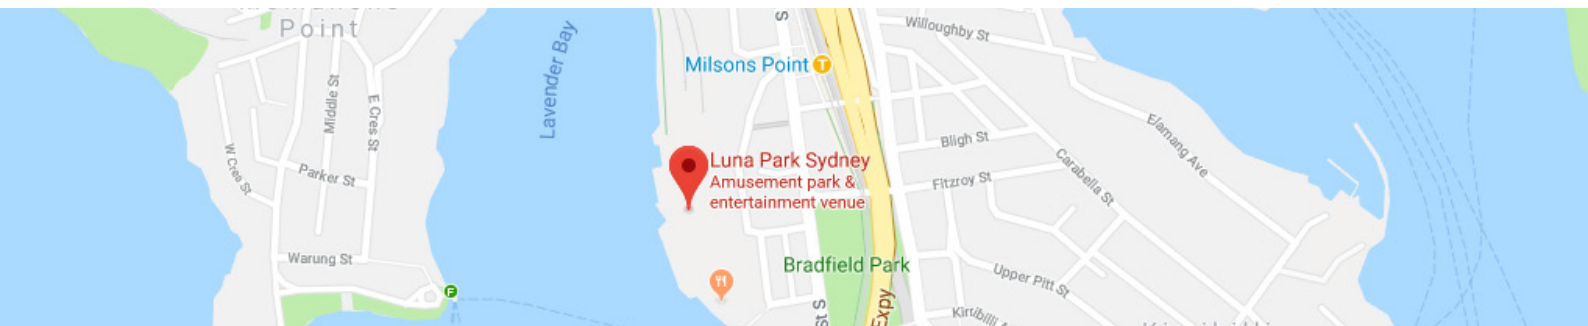 Point
Lavender Bay
Middle St
E Cres St
W Cres St
Parker St
Warung St
F
S
Milsons Point
T
Luna Park Sydney
Amusement park &
entertainment venue
Bradfield Park
St S
Expy
Willoughby St
Bligh St
Fitzroy St
Carabella St
Elamang Ave
Upper Pitt St
Kirribilli